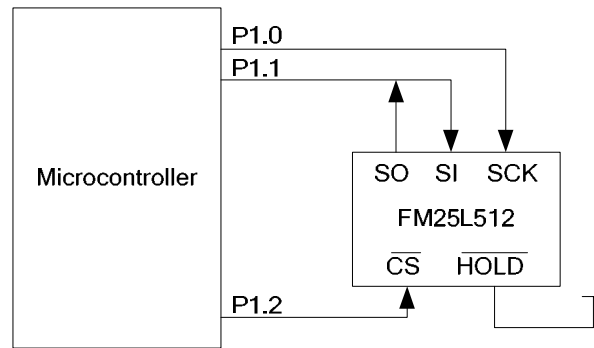 P1.0
P1.1
Microcontroller
SO SI SCK
FM25L512
CS HOLD
P1.2